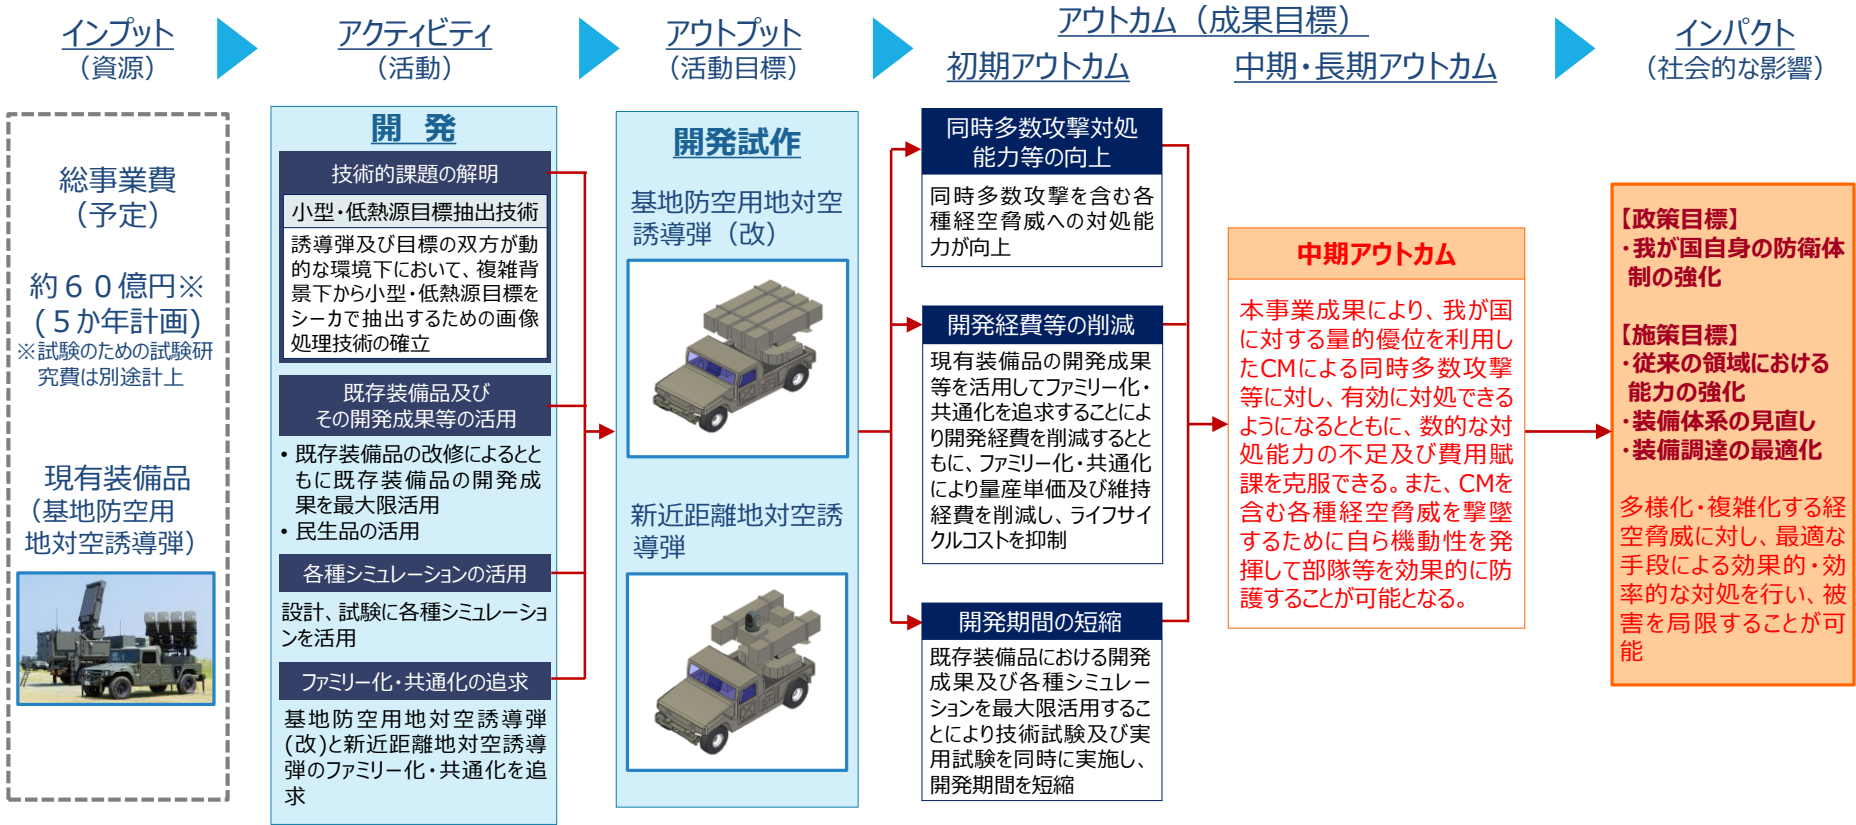 インプット
（資源）
アクティビティ
（活動）
アウトプット
（活動目標）
アウトカム（成果目標）
初期アウトカム
中期・長期アウトカム
インパクト
（社会的な影響）
総事業費
（予定）
約６０億円※
(５か年計画)
※試験のための試験研
究費は別途計上
現有装備品
（基地防空用
地対空誘導弾）
開　発
技術的課題の解明
小型・低熱源目標抽出技術
誘導弾及び目標の双方が動
的な環境下において、複雑背
景下から小型・低熱源目標を
シーカで抽出するための画像
処理技術の確立
既存装備品及び
その開発成果等の活用
• 既存装備品の改修によるとと
もに既存装備品の開発成
果を最大限活用
• 民生品の活用
各種シミュレーションの活用
設計、試験に各種シミュレーショ
ンを活用
ファミリー化・共通化の追求
基地防空用地対空誘導弾
(改)と新近距離地対空誘導
弾のファミリー化・共通化を追
求
開発試作
基地防空用地対空
誘導弾（改）
新近距離地対空誘
導弾
同時多数攻撃対処
能力等の向上
同時多数攻撃を含む各
種経空脅威への対処能
力が向上
開発経費等の削減
現有装備品の開発成果
等を活用してファミリー化・
共通化を追求することによ
り開発経費を削減するとと
もに、ファミリー化・共通化
により量産単価及び維持
経費を削減し、ライフサイ
クルコストを抑制
開発期間の短縮
既存装備品における開発
成果及び各種シミュレー
ションを最大限活用するこ
とにより技術試験及び実
用試験を同時に実施し、
開発期間を短縮
中期アウトカム
本事業成果により、我が国
に対する量的優位を利用し
たCMによる同時多数攻撃
等に対し、有効に対処できる
ようになるとともに、数的な対
処能力の不足及び費用賦
課を克服できる。また、CMを
含む各種経空脅威を撃墜
するために自ら機動性を発
揮して部隊等を効果的に防
護することが可能となる。
【政策目標】
・我が国自身の防衛体
制の強化
【施策目標】
・従来の領域における
能力の強化
・装備体系の見直し
・装備調達の最適化
多様化・複雑化する経
空脅威に対し、最適な
手段による効果的・効
率的な対処を行い、被
害を局限することが可
能